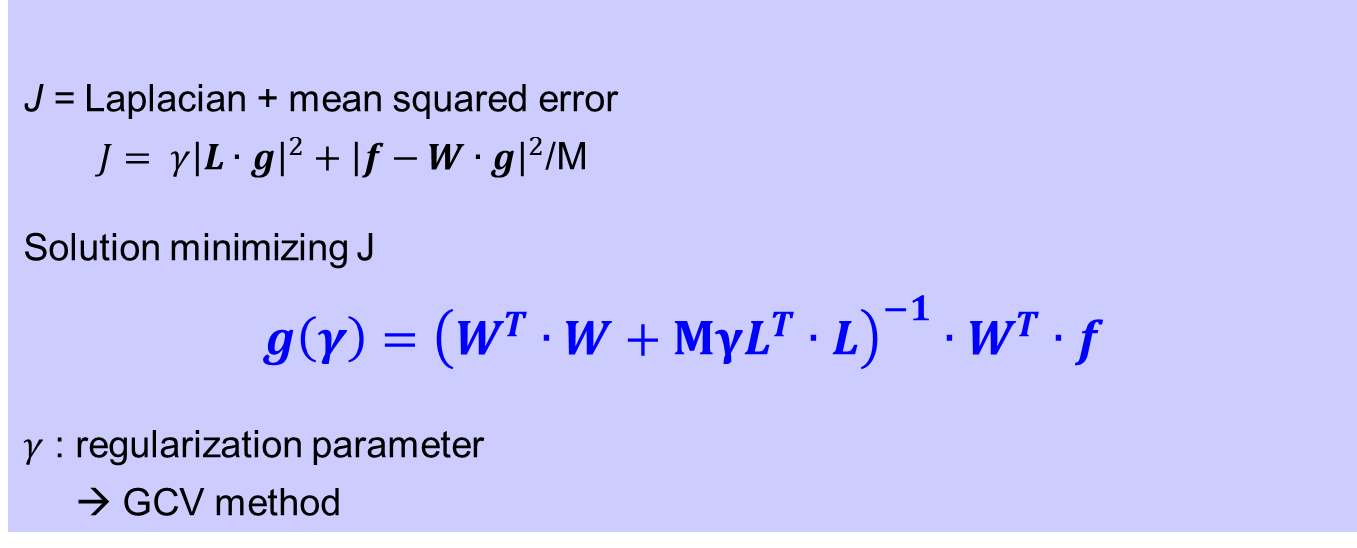 J = Laplacian + mean squared error
J = γ|L · g|² + |f − W · g|²/M
Solution minimizing J
g(γ) = (Wᵀ · W + MγLᵀ · L)⁻¹ · Wᵀ · f
γ : regularization parameter
→ GCV method